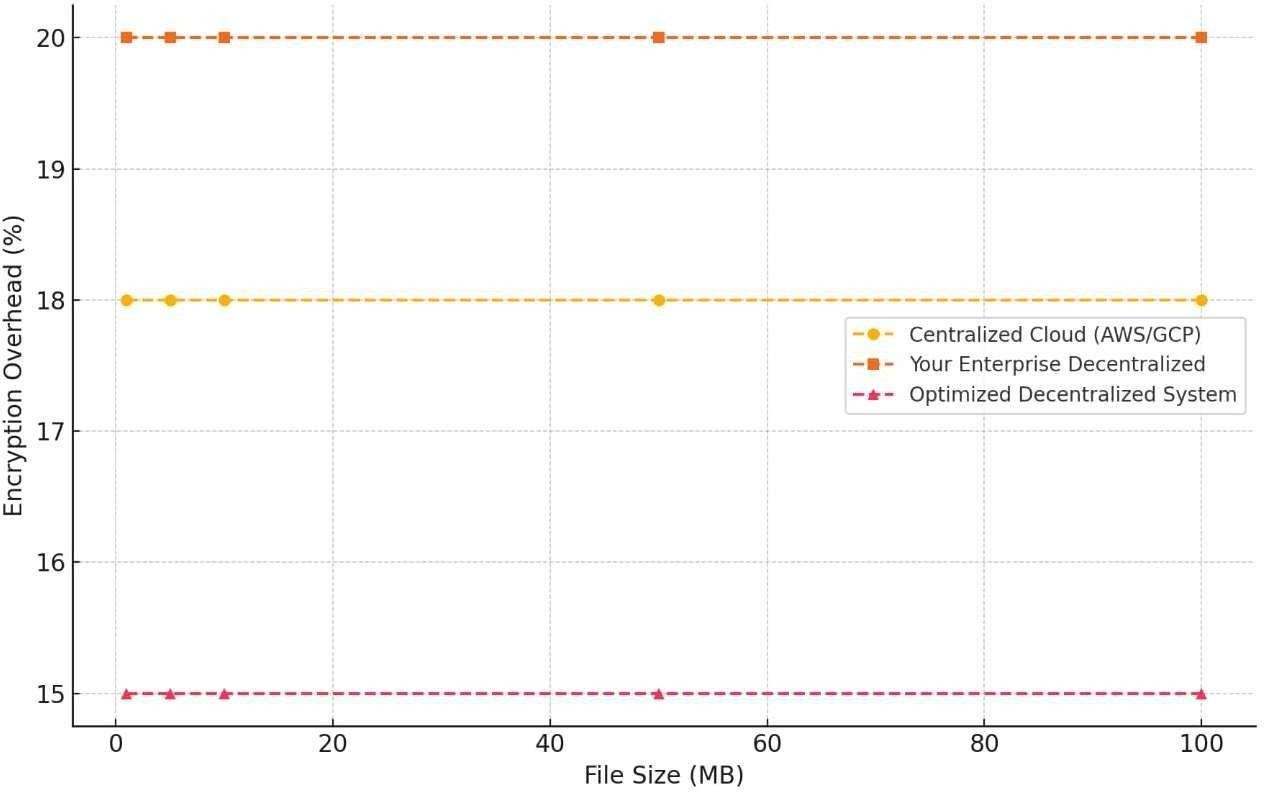 20
19
18
17
16
15
Encryption Overhead (%)
Centralized Cloud (AWS/GCP)
Your Enterprise Decentralized
Optimized Decentralized System
0 20 40 60 80 100
File Size (MB)